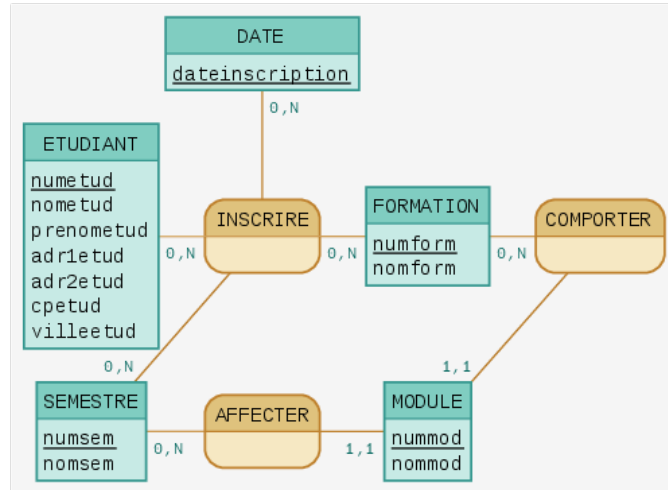 DATE
dateinscription
0,N
ETUDIANT
numetud
nometud
prenometud
adr1etud
adr2etud
cpetud
villeetud
0,N
INSCRIRE
0,N
FORMATION
numform
nomform
0,N
COMPORTER
0,N
1,1
SEMESTRE
numsem
nomsem
0,N
AFFECTER
1,1
MODULE
nummod
nommod